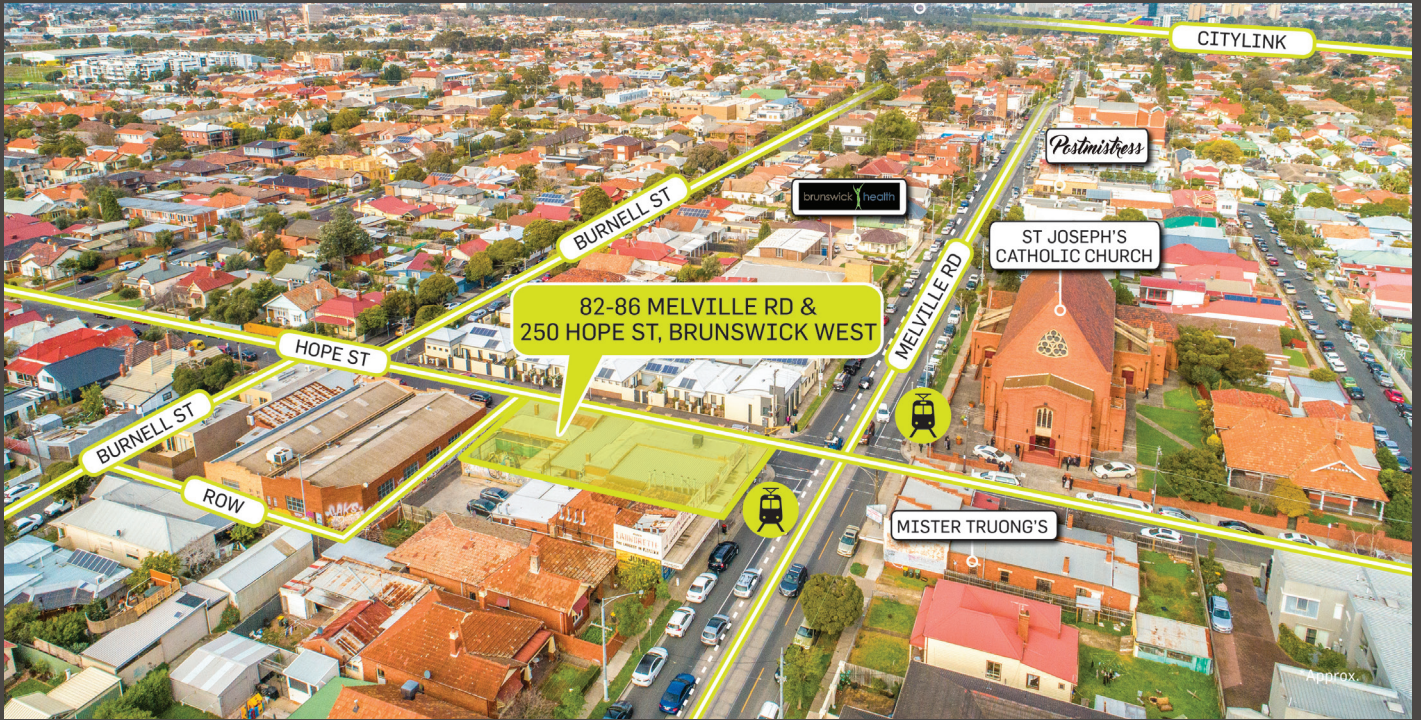 CITYLINK
Postmistress
brunswick health
BURNELL ST
ST JOSEPH'S
CATHOLIC CHURCH
MELVILLE RD
82-86 MELVILLE RD &
250 HOPE ST, BRUNSWICK WEST
HOPE ST
BURNELL ST
ROW
MISTER TRUONG'S
Approx.